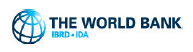 THE WORLD BANK
IBRD • IDA